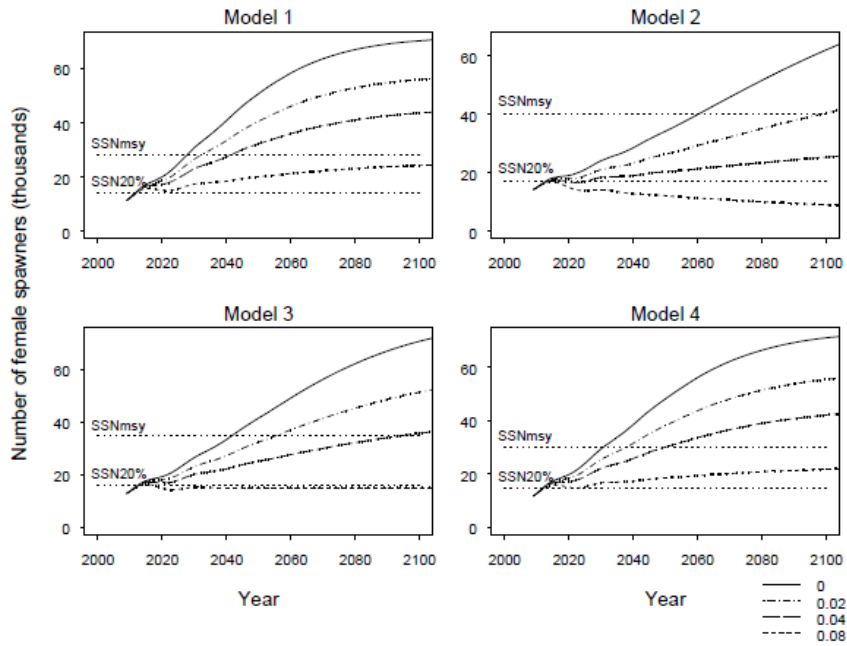 Model 1
Model 2
Number of female spawners (thousands)
60
40
20
0
SSNmsy
SSN20%
2000 2020 2040 2060 2080 2100
60
40
20
0
SSNmsy
SSN20%
2000 2020 2040 2060 2080 2100
Model 3
Model 4
60
40
20
0
SSNmsy
SSN20%
2000 2020 2040 2060 2080 2100
60
40
20
0
SSNmsy
SSN20%
2000 2020 2040 2060 2080 2100
Year
Year
0
0.02
0.04
0.08